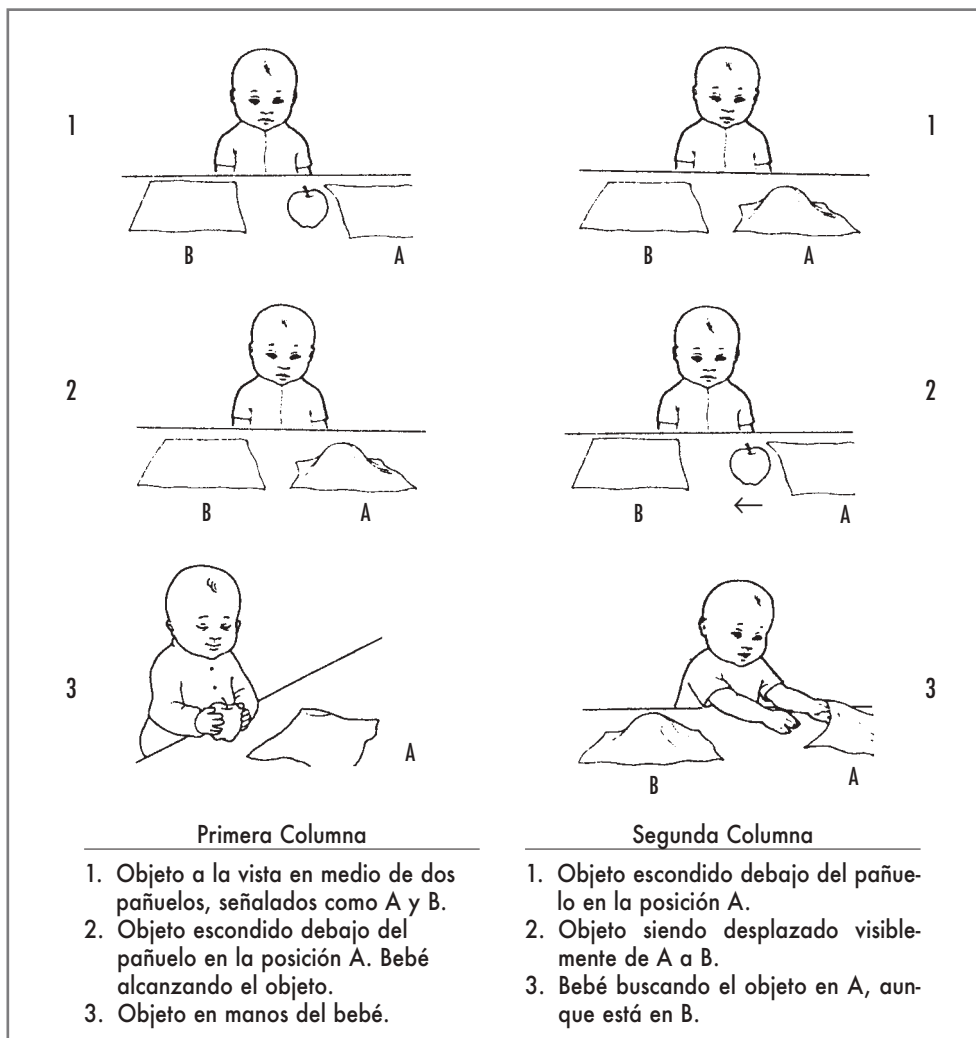 1
1
B
A
B
A
2
2
B
A
B
A
3
3
A
B
A
Primera Columna
1. Objeto a la vista en medio de dos
pañuelos, señalados como A y B.
2. Objeto escondido debajo del
pañuelo en la posición A. Bebé
alcanzando el objeto.
3. Objeto en manos del bebé.
Segunda Columna
1. Objeto escondido debajo del pañue-
lo en la posición A.
2. Objeto siendo desplazado visible-
mente de A a B.
3. Bebé buscando el objeto en A, aun-
que está en B.